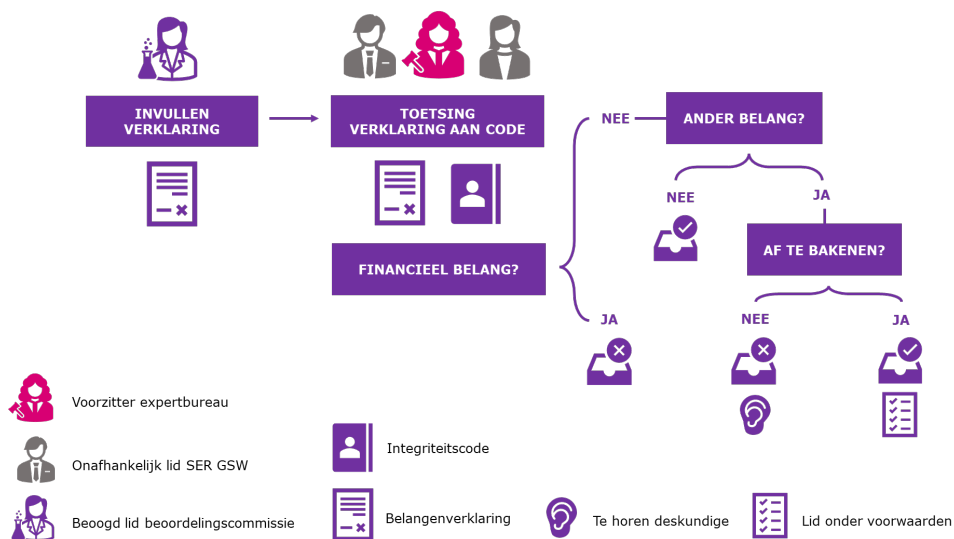 INVULLEN
VERKLARING
TOETSING
VERKLARING AAN CODE
FINANCIEEL BELANG?
NEE
ANDER BELANG?
NEE
JA
AF TE BAKENEN?
JA
NEE
JA
Voorzitter expertbureau
Onafhankelijk lid SER GSW
Beoogd lid beoordelingscommissie
Integriteitscode
Belangenverklaring
Te horen deskundige
Lid onder voorwaarden